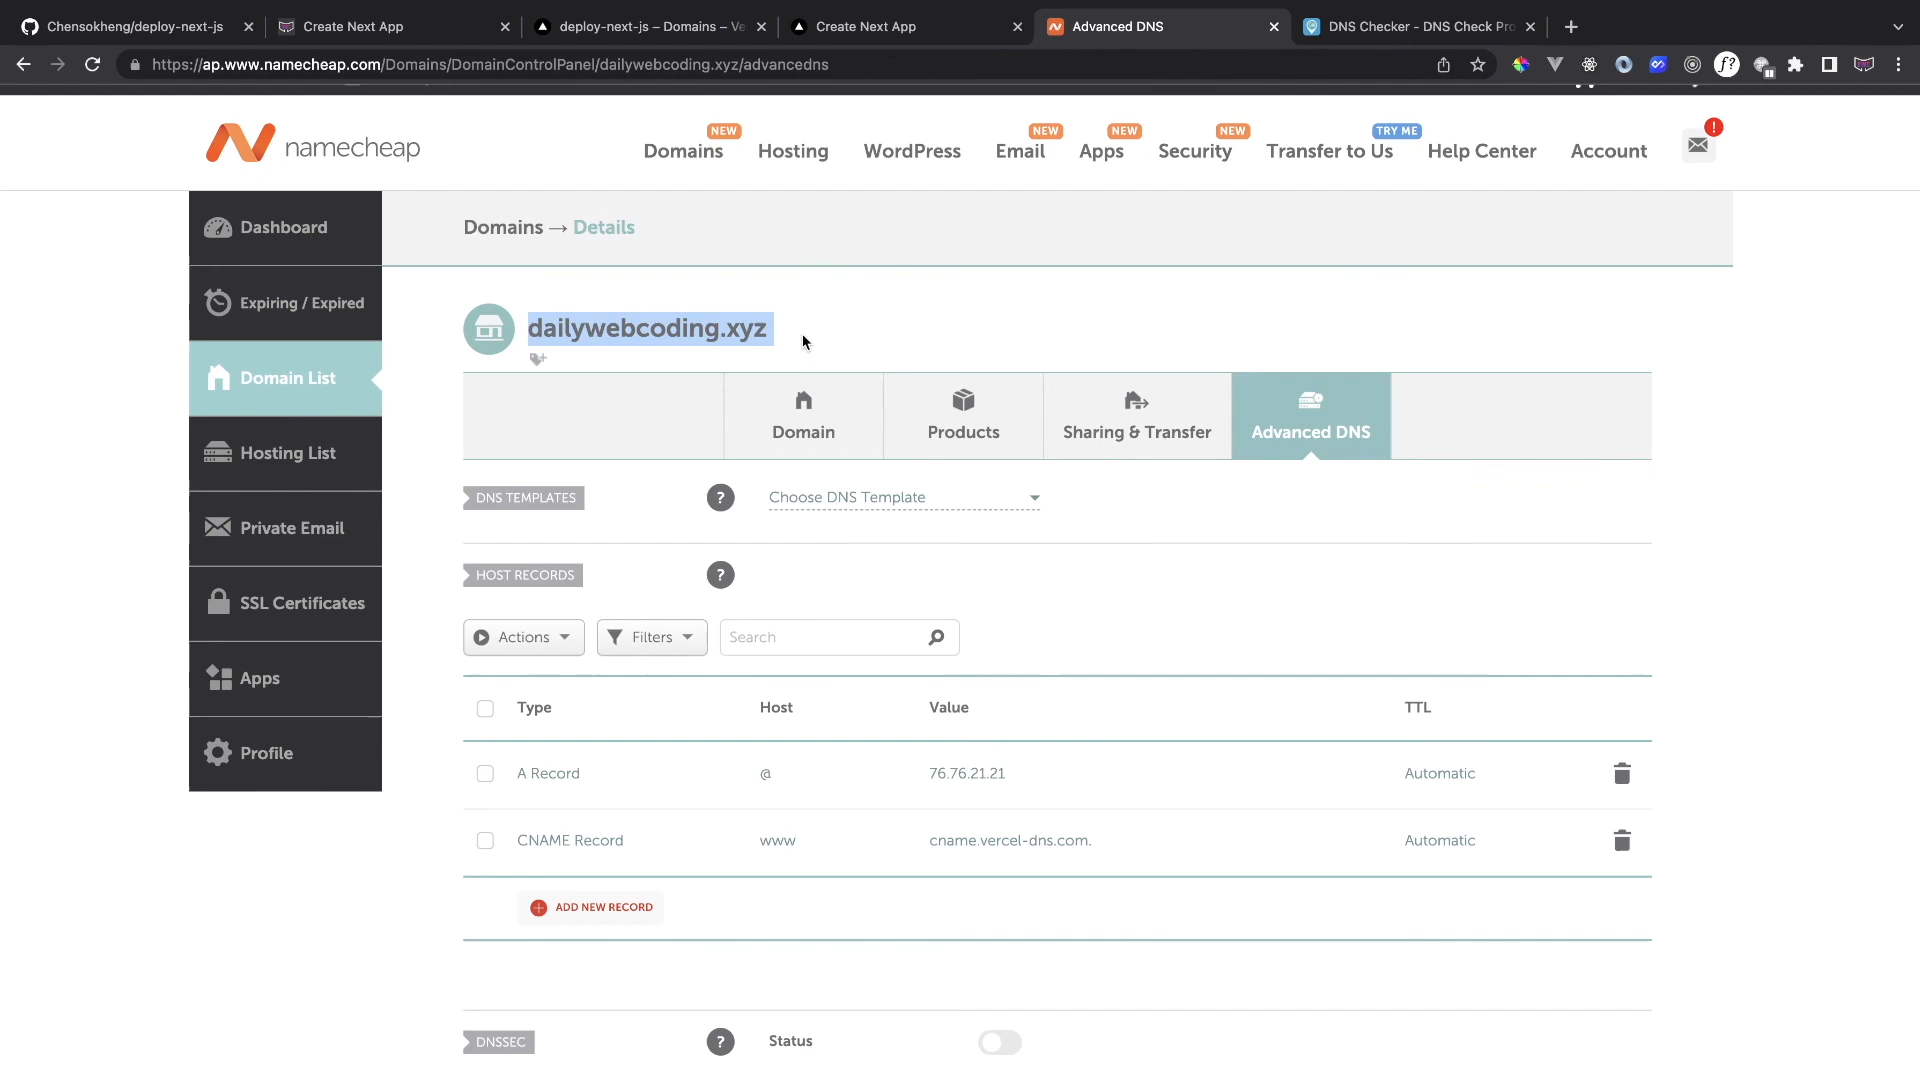 Chensokheng/deploy-next-js
Create Next App
deploy-next-js – Domains – Ve
Create Next App
Advanced DNS
DNS Checker - DNS Check Pro
https://ap.www.namecheap.com/Domains/DomainControlPanel/dailywebcoding.xyz/advancedns
f?
NEW
NEW
NEW
NEW
TRY ME
!
namecheap
Domains
Hosting
WordPress
Email
Apps
Security
Transfer to Us
Help Center
Account
Dashboard
Expiring / Expired
Domain List
Hosting List
Private Email
SSL Certificates
Apps
Profile
Domains → Details
dailywebcoding.xyz
Domain
Products
Sharing & Transfer
Advanced DNS
DNS TEMPLATES
?
Choose DNS Template
HOST RECORDS
?
Actions
Filters
Search
Type Host Value TTL
A Record @ 76.76.21.21 Automatic
CNAME Record www cname.vercel-dns.com. Automatic
ADD NEW RECORD
DNSSEC
?
Status